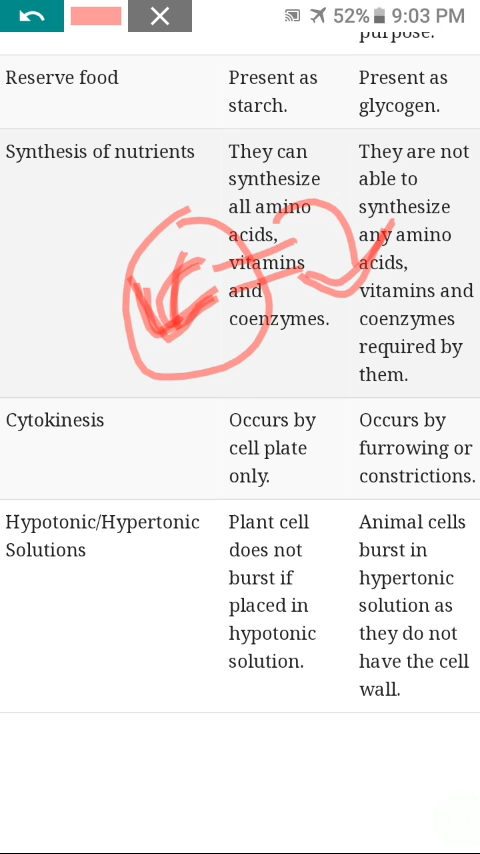 52% 9:03 PM
purpose.
Reserve food
Present as
starch.
Present as
glycogen.
Synthesis of nutrients
They can
synthesize
all amino
acids,
vitamins
and
coenzymes.
They are not
able to
synthesize
any amino
acids,
vitamins and
coenzymes
required by
them.
Cytokinesis
Occurs by
cell plate
only.
Occurs by
furrowing or
constrictions.
Hypotonic/Hypertonic
Solutions
Plant cell
does not
burst if
placed in
hypotonic
solution.
Animal cells
burst in
hypertonic
solution as
they do not
have the cell
wall.